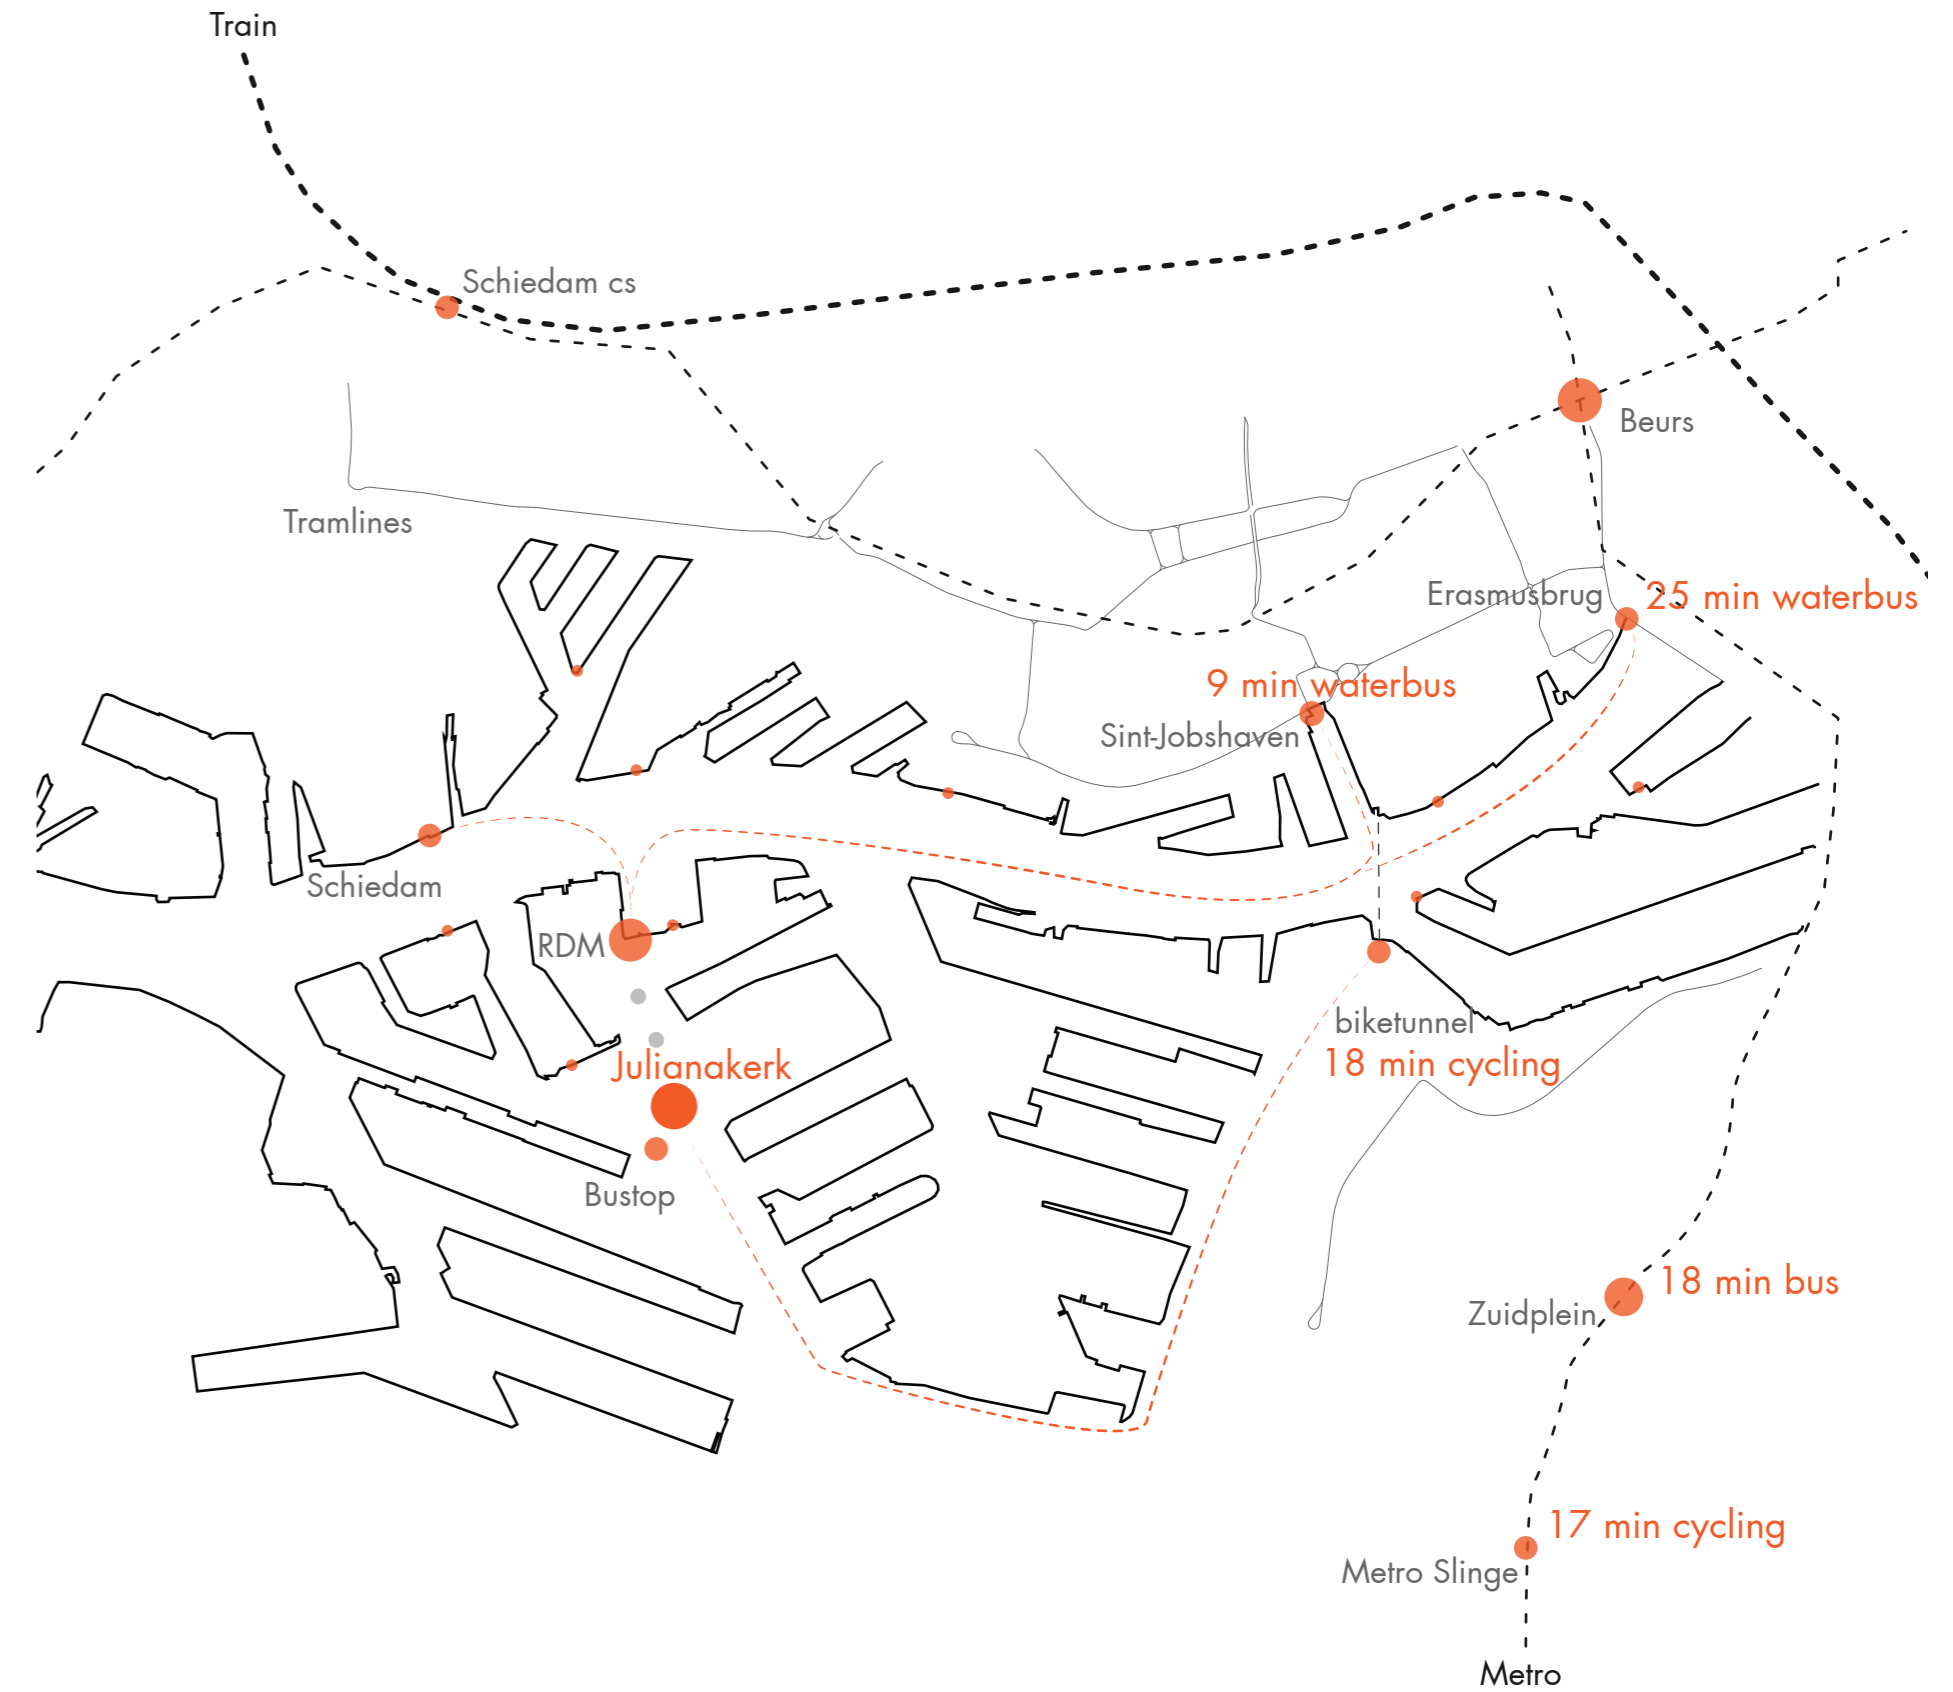 Train
Schiedam cs
Beurs
Tramlines
Erasmusbrug
25 min waterbus
9 min waterbus
Sint-Jobshaven
Schiedam
RDM
biketunnel
18 min cycling
Julianakerk
Bustop
18 min bus
Zuidplein
17 min cycling
Metro Slinge
Metro